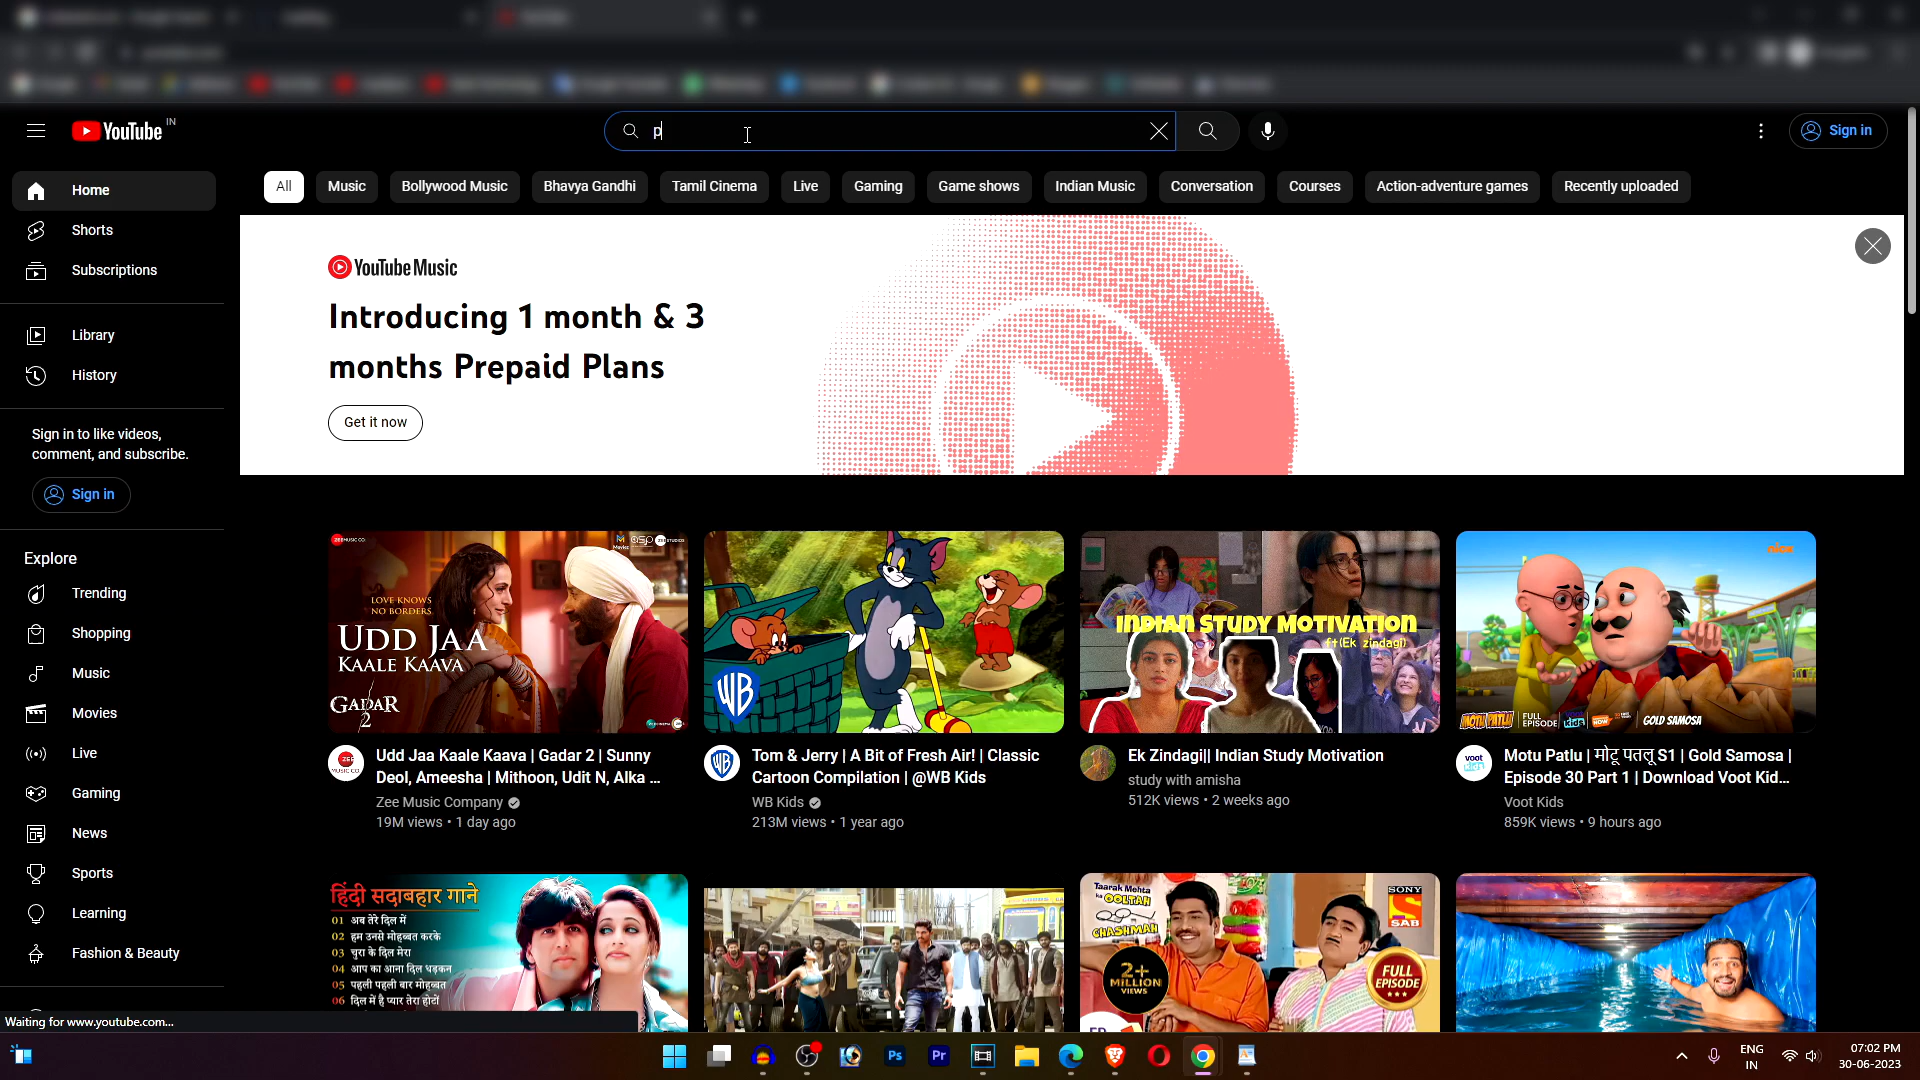 YouTube IN
p
Sign in
All
Music
Bollywood Music
Bhavya Gandhi
Tamil Cinema
Live
Gaming
Game shows
Indian Music
Conversation
Courses
Action-adventure games
Recently uploaded
Home
Shorts
Subscriptions
Library
History
Sign in to like videos,
comment, and subscribe.
Sign in
Explore
Trending
Shopping
Music
Movies
Live
Gaming
News
Sports
Learning
Fashion & Beauty
YouTube Music
Introducing 1 month & 3
months Prepaid Plans
Get it now
LOVE KNOWS
NO BORDERS
UDD JAA
KAALE KAAVA
GADAR
2
Udd Jaa Kaale Kaava | Gadar 2 | Sunny
Deol, Ameesha | Mithoon, Udit N, Alka ...
Zee Music Company
19M views • 1 day ago
WB
Tom & Jerry | A Bit of Fresh Air! | Classic
Cartoon Compilation | @WB Kids
WB Kids
213M views • 1 year ago
INDIAN STUDY MOTIVATION
ft(Ek zindagi)
Ek Zindagi|| Indian Study Motivation
study with amisha
512K views • 2 weeks ago
nick
MOTU PATLU
FULL
EPISODE
GOLD SAMOSA
voot
kids
Motu Patlu | मोटू पतलू S1 | Gold Samosa |
Episode 30 Part 1 | Download Voot Kid...
Voot Kids
859K views • 9 hours ago
हिंदी सदाबहार गाने
01 अब तेरे दिल में
02 हम उनसे मोहब्बत करके
03 चुरा के दिल मेरा
04 आप का आना दिल धड़कन
05 पहली पहली बार मोहब्बत
06 दिल में है प्यार तेरा होटों
Taarak Mehta
Ka OOLTAH
CHASHMAH
2+
MILLION
VIEWS
SONY
SAB
FULL
EPISODE
Waiting for www.youtube.com...
Ps
Pr
ENG
IN
07:02 PM
30-06-2023